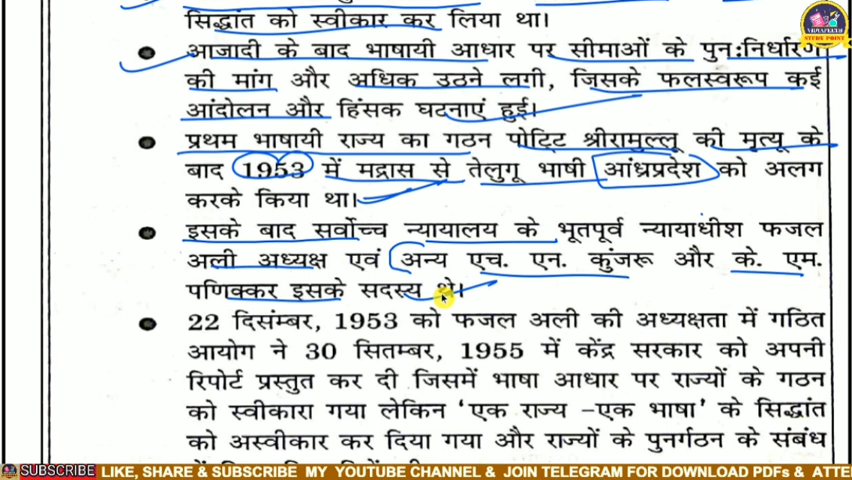 सिद्धांत को स्वीकार कर लिया था।
आजादी के बाद भाषायी आधार पर सीमाओं के पुन:निर्धारण
की मांग और अधिक उठने लगी, जिसके फलस्वरूप कई
आंदोलन और हिंसक घटनाएं हुई।
प्रथम भाषायी राज्य का गठन पोट्टि श्रीरामुल्लू की मृत्यू के
बाद 1953 में मद्रास से तेलुगू भाषी आंध्रप्रदेश को अलग
करके किया था।
इसके बाद सर्वोच्च न्यायालय के भूतपूर्व न्यायाधीश फजल
अली अध्यक्ष एवं अन्य एच. एन. कुंजरू और के. एम.
पणिक्कर इसके सदस्य थे।
22 दिसंम्बर, 1953 को फजल अली की अध्यक्षता में गठित
आयोग ने 30 सितम्बर, 1955 में केंद्र सरकार को अपनी
रिपोर्ट प्रस्तुत कर दी जिसमें भाषा आधार पर राज्यों के गठन
को स्वीकारा गया लेकिन 'एक राज्य –एक भाषा' के सिद्धांत
को अस्वीकार कर दिया गया और राज्यों के पुनर्गठन के संबंध
SUBSCRIBE LIKE, SHARE & SUBSCRIBE MY YOUTUBE CHANNEL & JOIN TELEGRAM FOR DOWNLOAD PDFs & ATTE